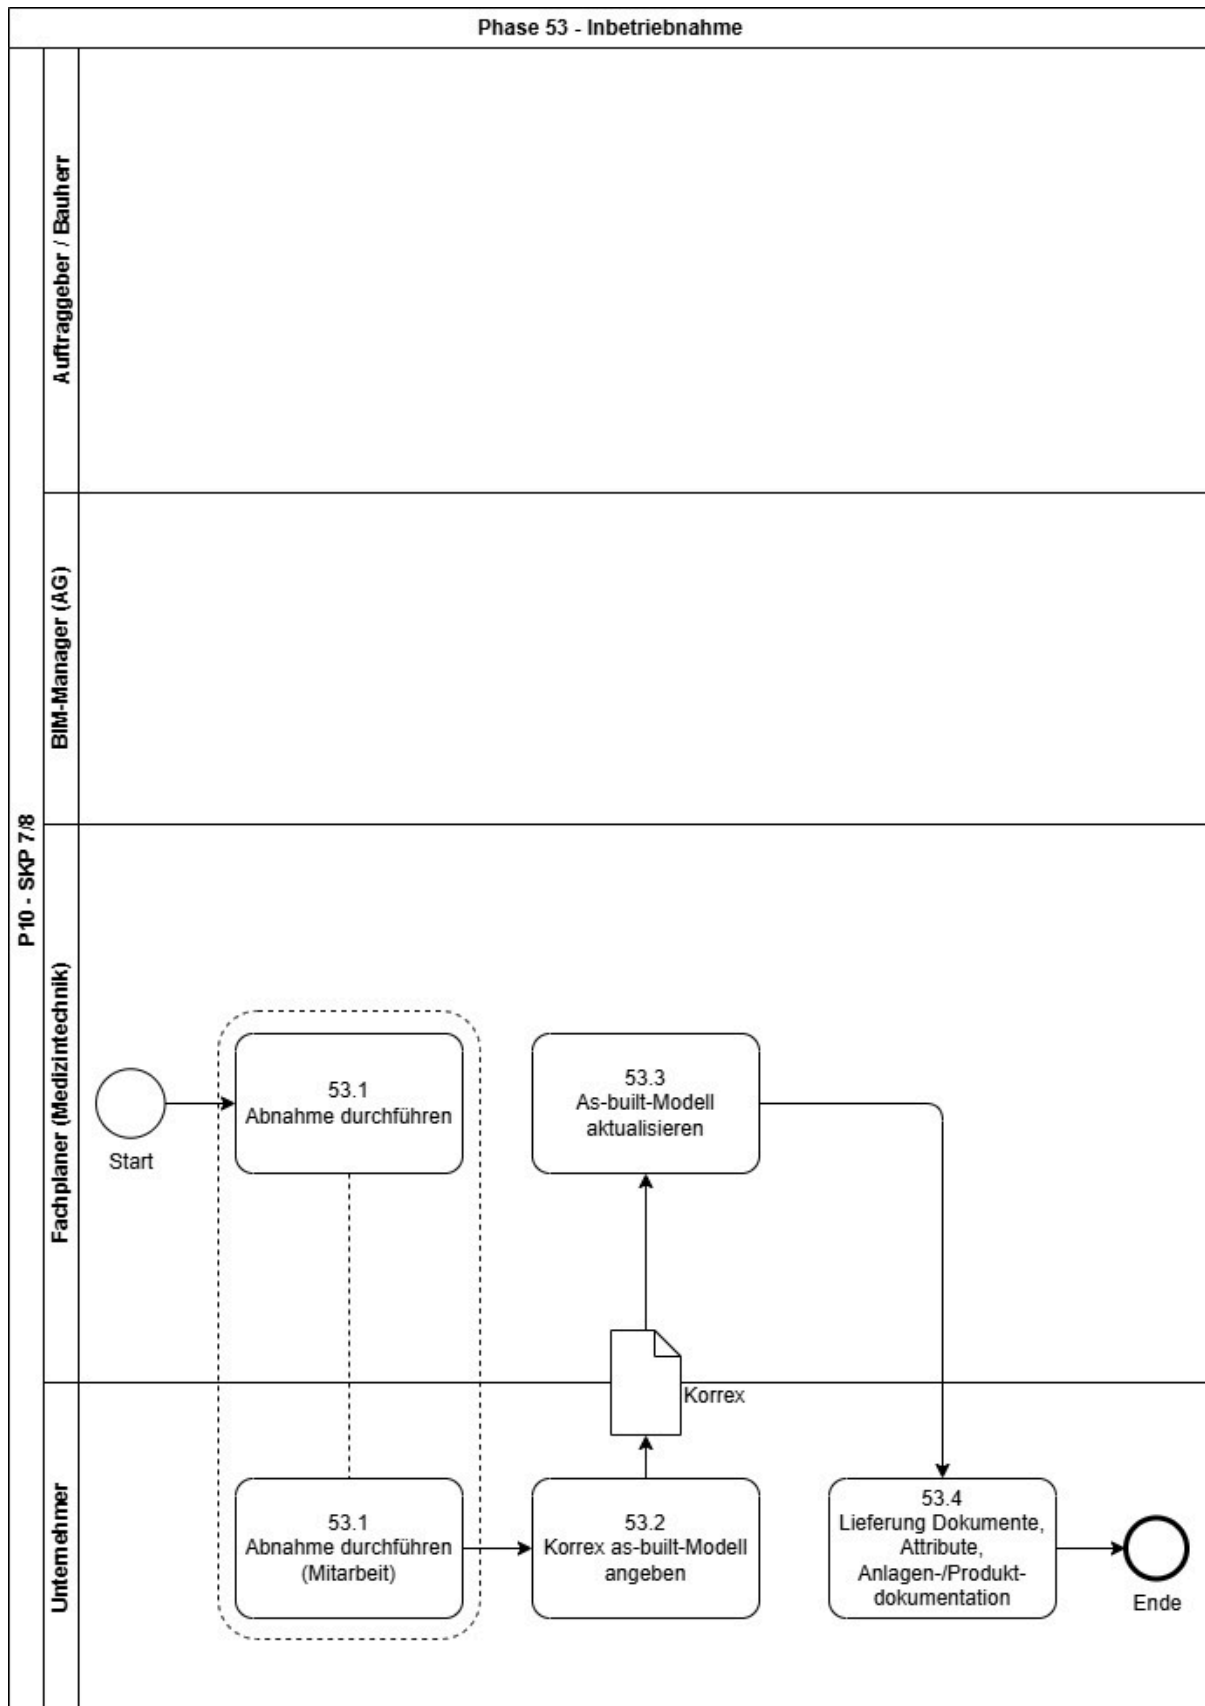 Phase 53 - Inbetriebnahme
P10 - SKP 7/8
Auftraggeber / Bauherr
BIM-Manager (AG)
Fachplaner (Medizintechnik)
Start
53.1
Abnahme durchführen
53.3
As-built-Modell
aktualisieren
Korrex
Unternehmer
53.1
Abnahme durchführen
(Mitarbeit)
53.2
Korrex as-built-Modell
angeben
53.4
Lieferung Dokumente,
Attribute,
Anlagen-/Produkt-
dokumentation
Ende